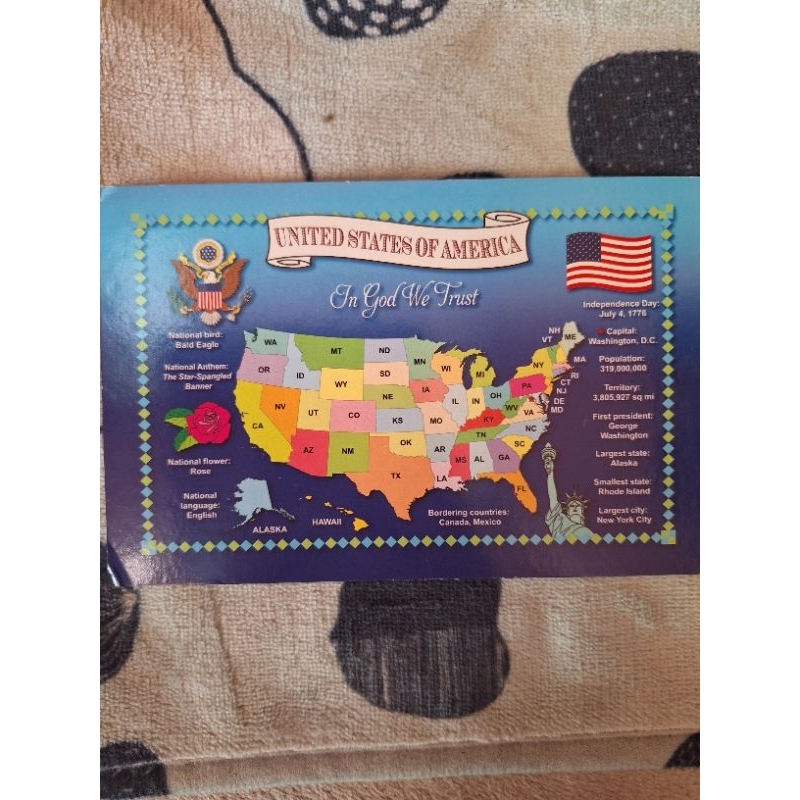 UNITED STATES OF AMERICA
In God We Trust
National bird:
Bald Eagle
National Anthem:
The Star-Spangled
Banner
National flower:
Rose
National
language:
English
Independence Day:
July 4, 1776
Capital:
Washington, D.C.
Population:
319,000,000
Territory:
3,805,927 sq mi
First president:
George
Washington
Largest state:
Alaska
Smallest state:
Rhode Island
Largest city:
New York City
WA
MT
ND
MN
OR
ID
WY
SD
WI
MI
NY
NH
VT
ME
MA
RI
CT
NJ
DE
MD
PA
NV
UT
CO
NE
IA
IL
IN
OH
WV
VA
CA
AZ
NM
KS
MO
KY
NC
OK
AR
TN
SC
TX
LA
MS
AL
GA
FL
ALASKA
HAWAII
Bordering countries:
Canada, Mexico